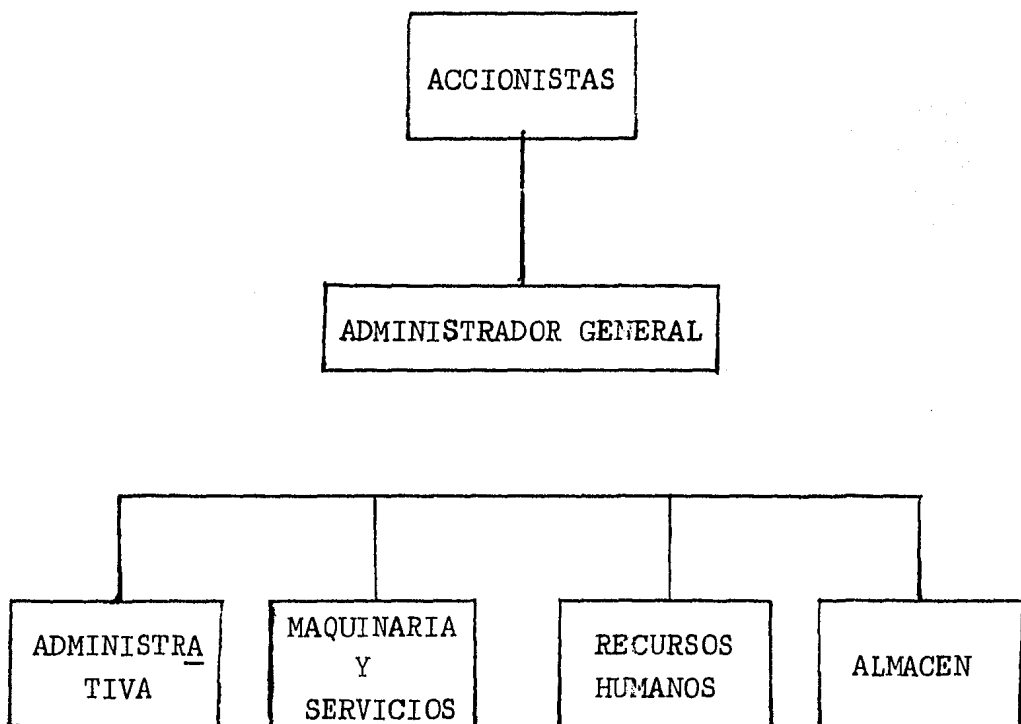 ACCIONISTAS
ADMINISTRADOR GENERAL
ADMINISTRA
TIVA
MAQUINARIA
Y
SERVICIOS
RECURSOS
HUMANOS
ALMACEN